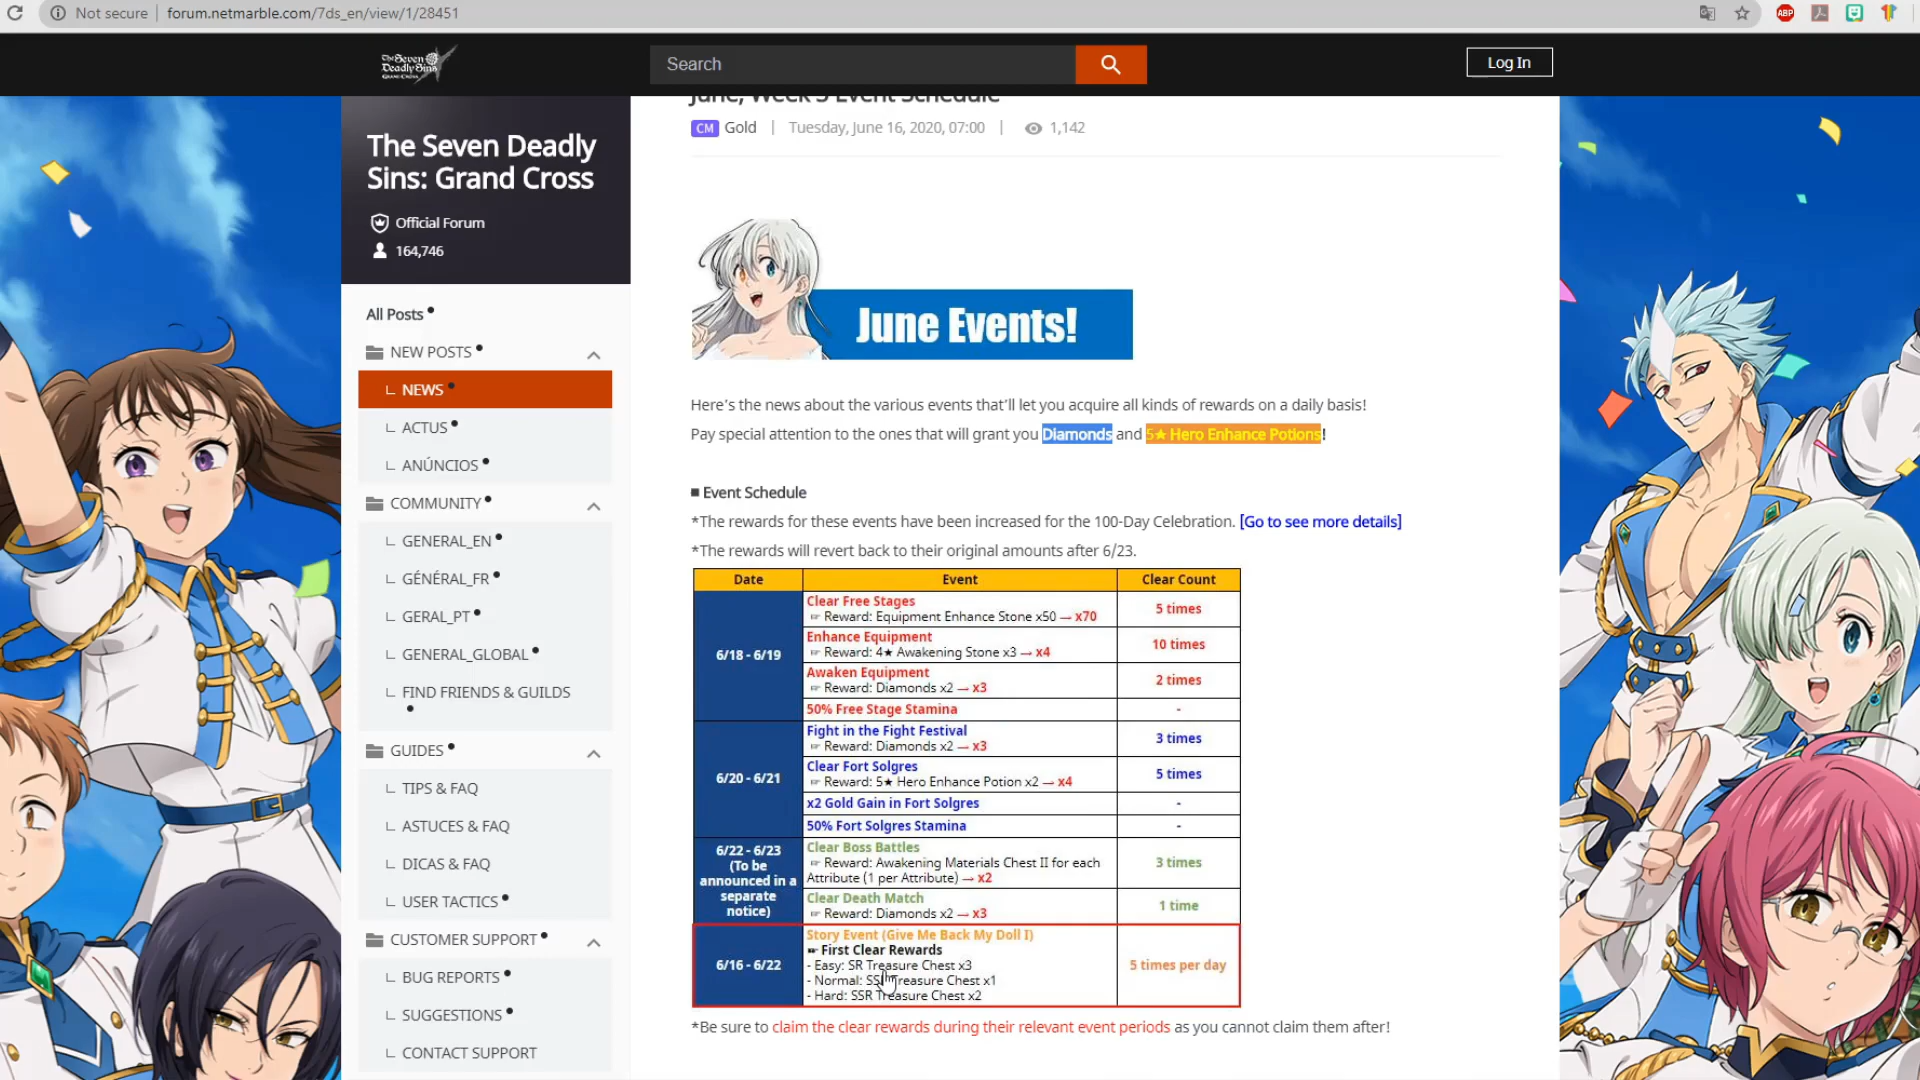 Not secure
forum.netmarble.com/7ds_en/view/1/28451
ABP
The Seven
Deadly Sins
GRAND CROSS
Search
Log In
The Seven Deadly
Sins: Grand Cross
Official Forum
164,746
All Posts
NEW POSTS
NEWS
ACTUS
ANÚNCIOS
COMMUNITY
GENERAL_EN
GÉNÉRAL_FR
GERAL_PT
GENERAL_GLOBAL
FIND FRIENDS & GUILDS
GUIDES
TIPS & FAQ
ASTUCES & FAQ
DICAS & FAQ
USER TACTICS
CUSTOMER SUPPORT
BUG REPORTS
SUGGESTIONS
CONTACT SUPPORT
June, Week 3 Event Schedule
CM Gold | Tuesday, June 16, 2020, 07:00 | 1,142
June Events!
Here's the news about the various events that'll let you acquire all kinds of rewards on a daily basis!
Pay special attention to the ones that will grant you Diamonds and 5★ Hero Enhance Potions!
■ Event Schedule
*The rewards for these events have been increased for the 100-Day Celebration. [Go to see more details]
*The rewards will revert back to their original amounts after 6/23.
Date Event Clear Count
6/18 - 6/19
Clear Free Stages
☞ Reward: Equipment Enhance Stone x50 → x70
5 times
Enhance Equipment
☞ Reward: 4★ Awakening Stone x3 → x4
10 times
Awaken Equipment
☞ Reward: Diamonds x2 → x3
2 times
50% Free Stage Stamina -
6/20 - 6/21
Fight in the Fight Festival
☞ Reward: Diamonds x2 → x3
3 times
Clear Fort Solgres
☞ Reward: 5★ Hero Enhance Potion x2 → x4
5 times
x2 Gold Gain in Fort Solgres -
50% Fort Solgres Stamina -
6/22 - 6/23
(To be
announced in a
separate
notice)
Clear Boss Battles
☞ Reward: Awakening Materials Chest II for each
Attribute (1 per Attribute) → x2
3 times
Clear Death Match
☞ Reward: Diamonds x2 → x3
1 time
6/16 - 6/22
Story Event (Give Me Back My Doll I)
☞ First Clear Rewards
- Easy: SR Treasure Chest x3
- Normal: SSR Treasure Chest x1
- Hard: SSR Treasure Chest x2
5 times per day
*Be sure to claim the clear rewards during their relevant event periods as you cannot claim them after!